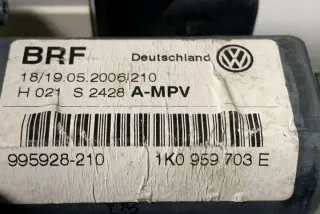 BRF Deutschland
18/19.05.2006/210
H 021 S 2428 A-MPV
995928-210 1K0 959 703 E